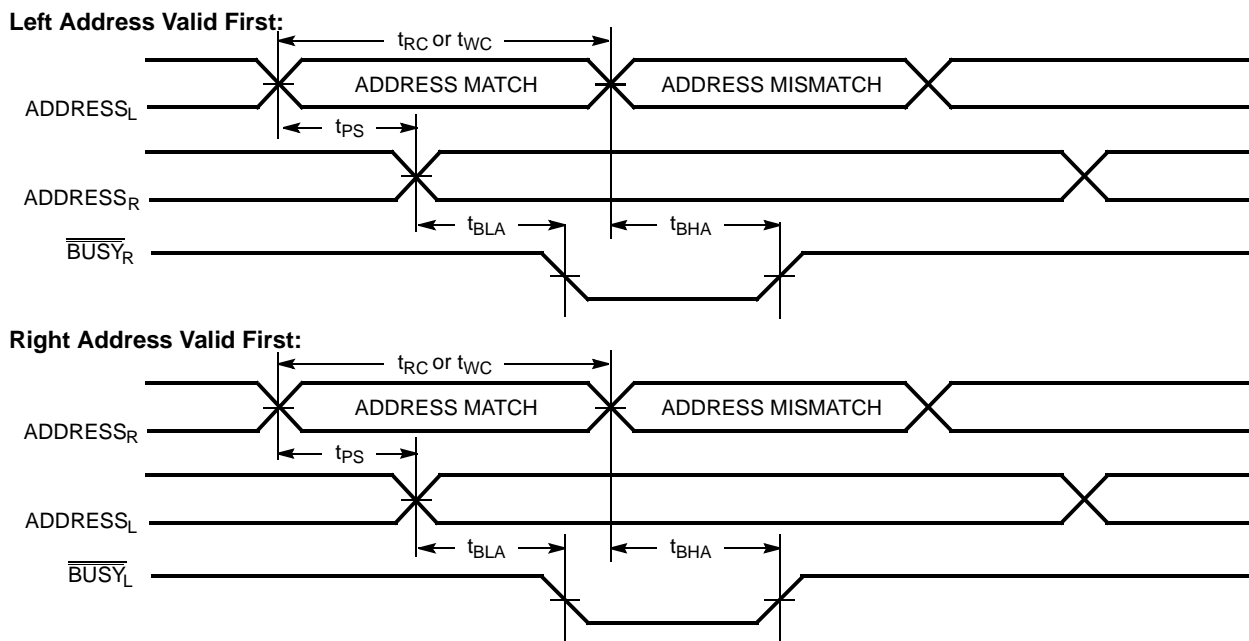 Left Address Valid First:
tRC or tWC
ADDRESS MATCH
ADDRESS MISMATCH
ADDRESSL
tPS
ADDRESSR
tBLA
tBHA
BUSYR
Right Address Valid First:
tRC or tWC
ADDRESS MATCH
ADDRESS MISMATCH
ADDRESSR
tPS
ADDRESSL
tBLA
tBHA
BUSYL